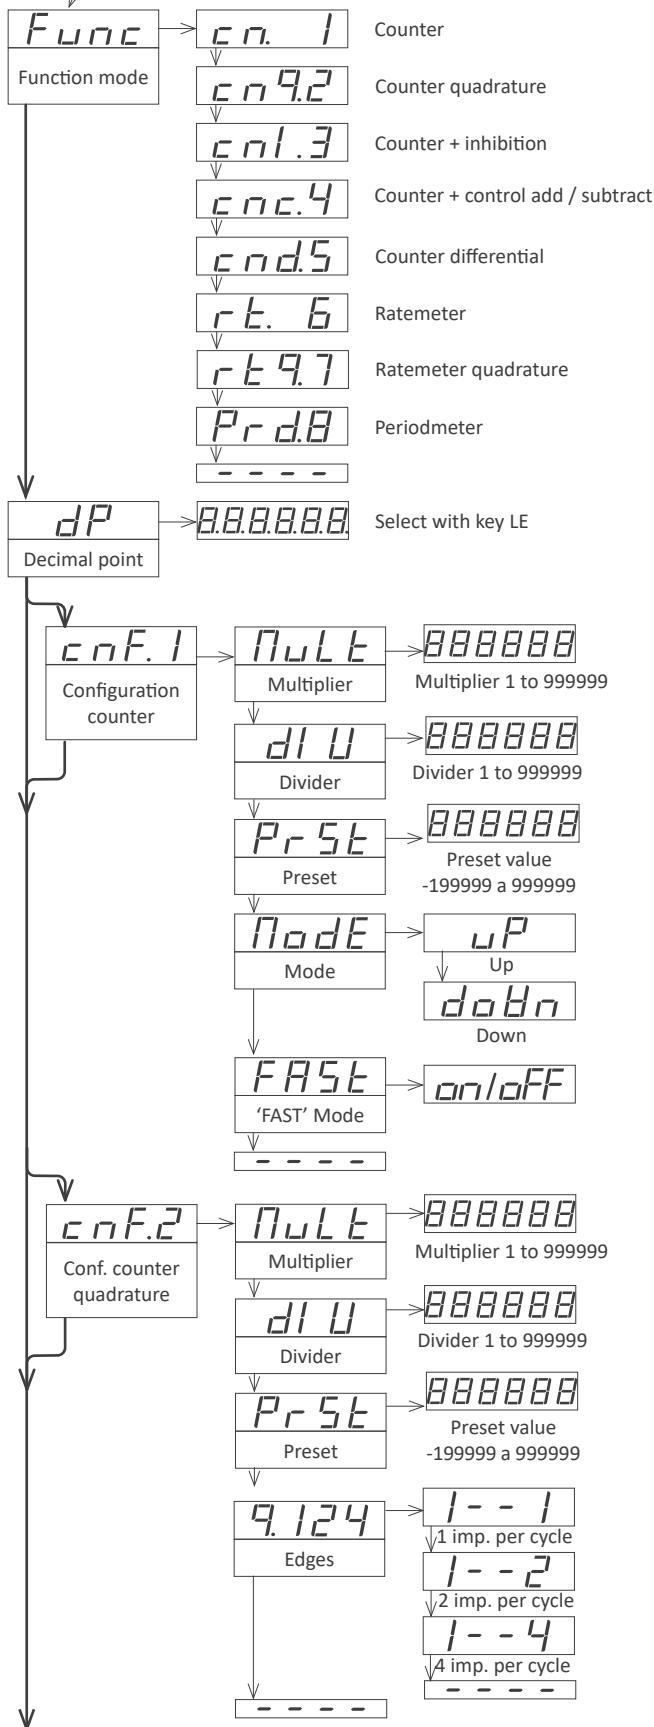 Func
Function mode
cn. 1
Counter
cnq.2
Counter quadrature
cnI.3
Counter + inhibition
cnc.4
Counter + control add / subtract
cnd.5
Counter differential
rt. 6
Ratemeter
rtq.7
Ratemeter quadrature
Prd.8
Periodmeter
- - - -
dP
Decimal point
8.8.8.8.8.8.
Select with key LE
cnF.1
Configuration
counter
MuLt
Multiplier
888888
Multiplier 1 to 999999
dIV
Divider
888888
Divider 1 to 999999
PrSt
Preset
888888
Preset value
-199999 a 999999
ModE
Mode
uP
Up
doWn
Down
FASt
‘FAST’ Mode
on/oFF
- - - -
cnF.2
Conf. counter
quadrature
MuLt
Multiplier
888888
Multiplier 1 to 999999
dIV
Divider
888888
Divider 1 to 999999
PrSt
Preset
888888
Preset value
-199999 a 999999
q.124
Edges
1--1
1 imp. per cycle
1--2
2 imp. per cycle
1--4
4 imp. per cycle
- - - -
- - - -